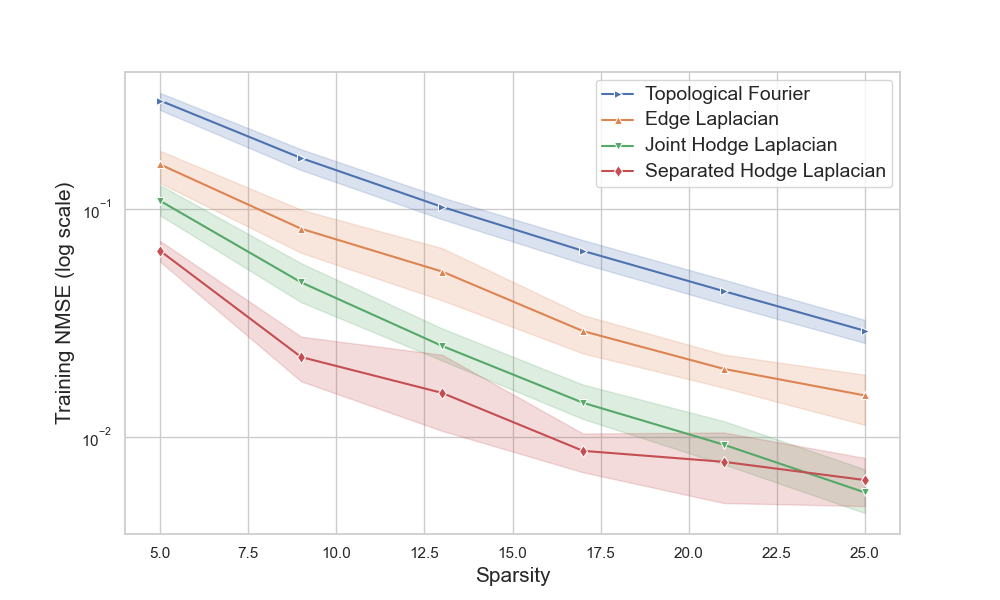 Topological Fourier
Edge Laplacian
Joint Hodge Laplacian
Separated Hodge Laplacian
Training NMSE (log scale)
10⁻¹
10⁻²
5.0 7.5 10.0 12.5 15.0 17.5 20.0 22.5 25.0
Sparsity